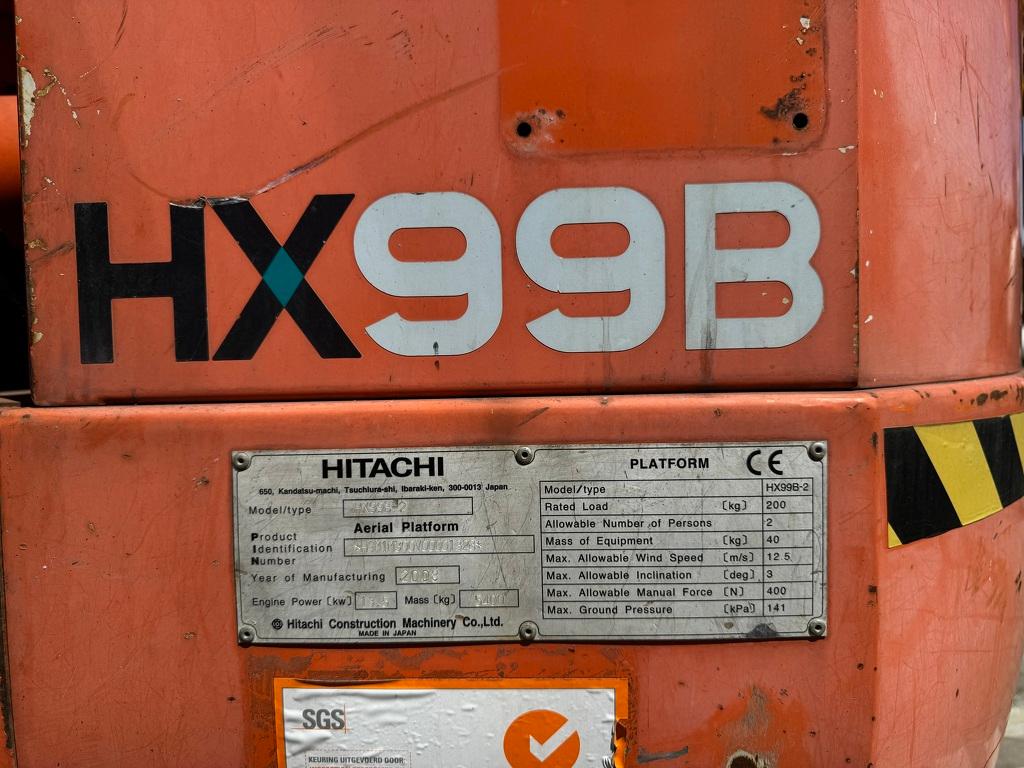 HX99B
HITACHI
650, Kandatsu-machi, Tsuchiura-shi, Ibaraki-ken, 300-0013 Japan
Model/type HX99B-2
Aerial Platform
Product
Identification
Number
Year of Manufacturing 2008
Engine Power (kw) Mass (kg)
Hitachi Construction Machinery Co.,Ltd.
MADE IN JAPAN
PLATFORM CE
Model/type HX99B-2
Rated Load (kg) 200
Allowable Number of Persons 2
Mass of Equipment (kg) 40
Max. Allowable Wind Speed (m/s) 12.5
Max. Allowable Inclination (deg) 3
Max. Allowable Manual Force (N) 400
Max. Ground Pressure (kPa) 141
SGS
KEURING UITGEVOERD DOOR: